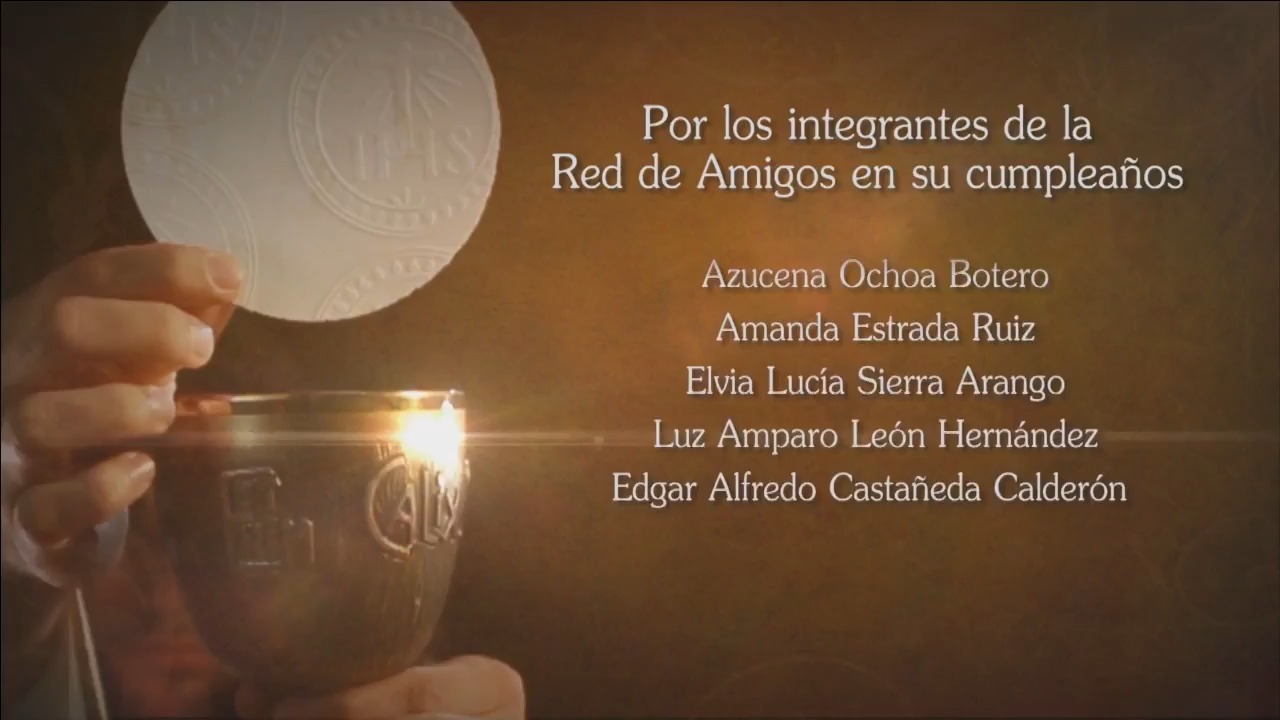 IHS
Por los integrantes de la
Red de Amigos en su cumpleaños
Azucena Ochoa Botero
Amanda Estrada Ruiz
Elvia Lucía Sierra Arango
Luz Amparo León Hernández
Edgar Alfredo Castañeda Calderón